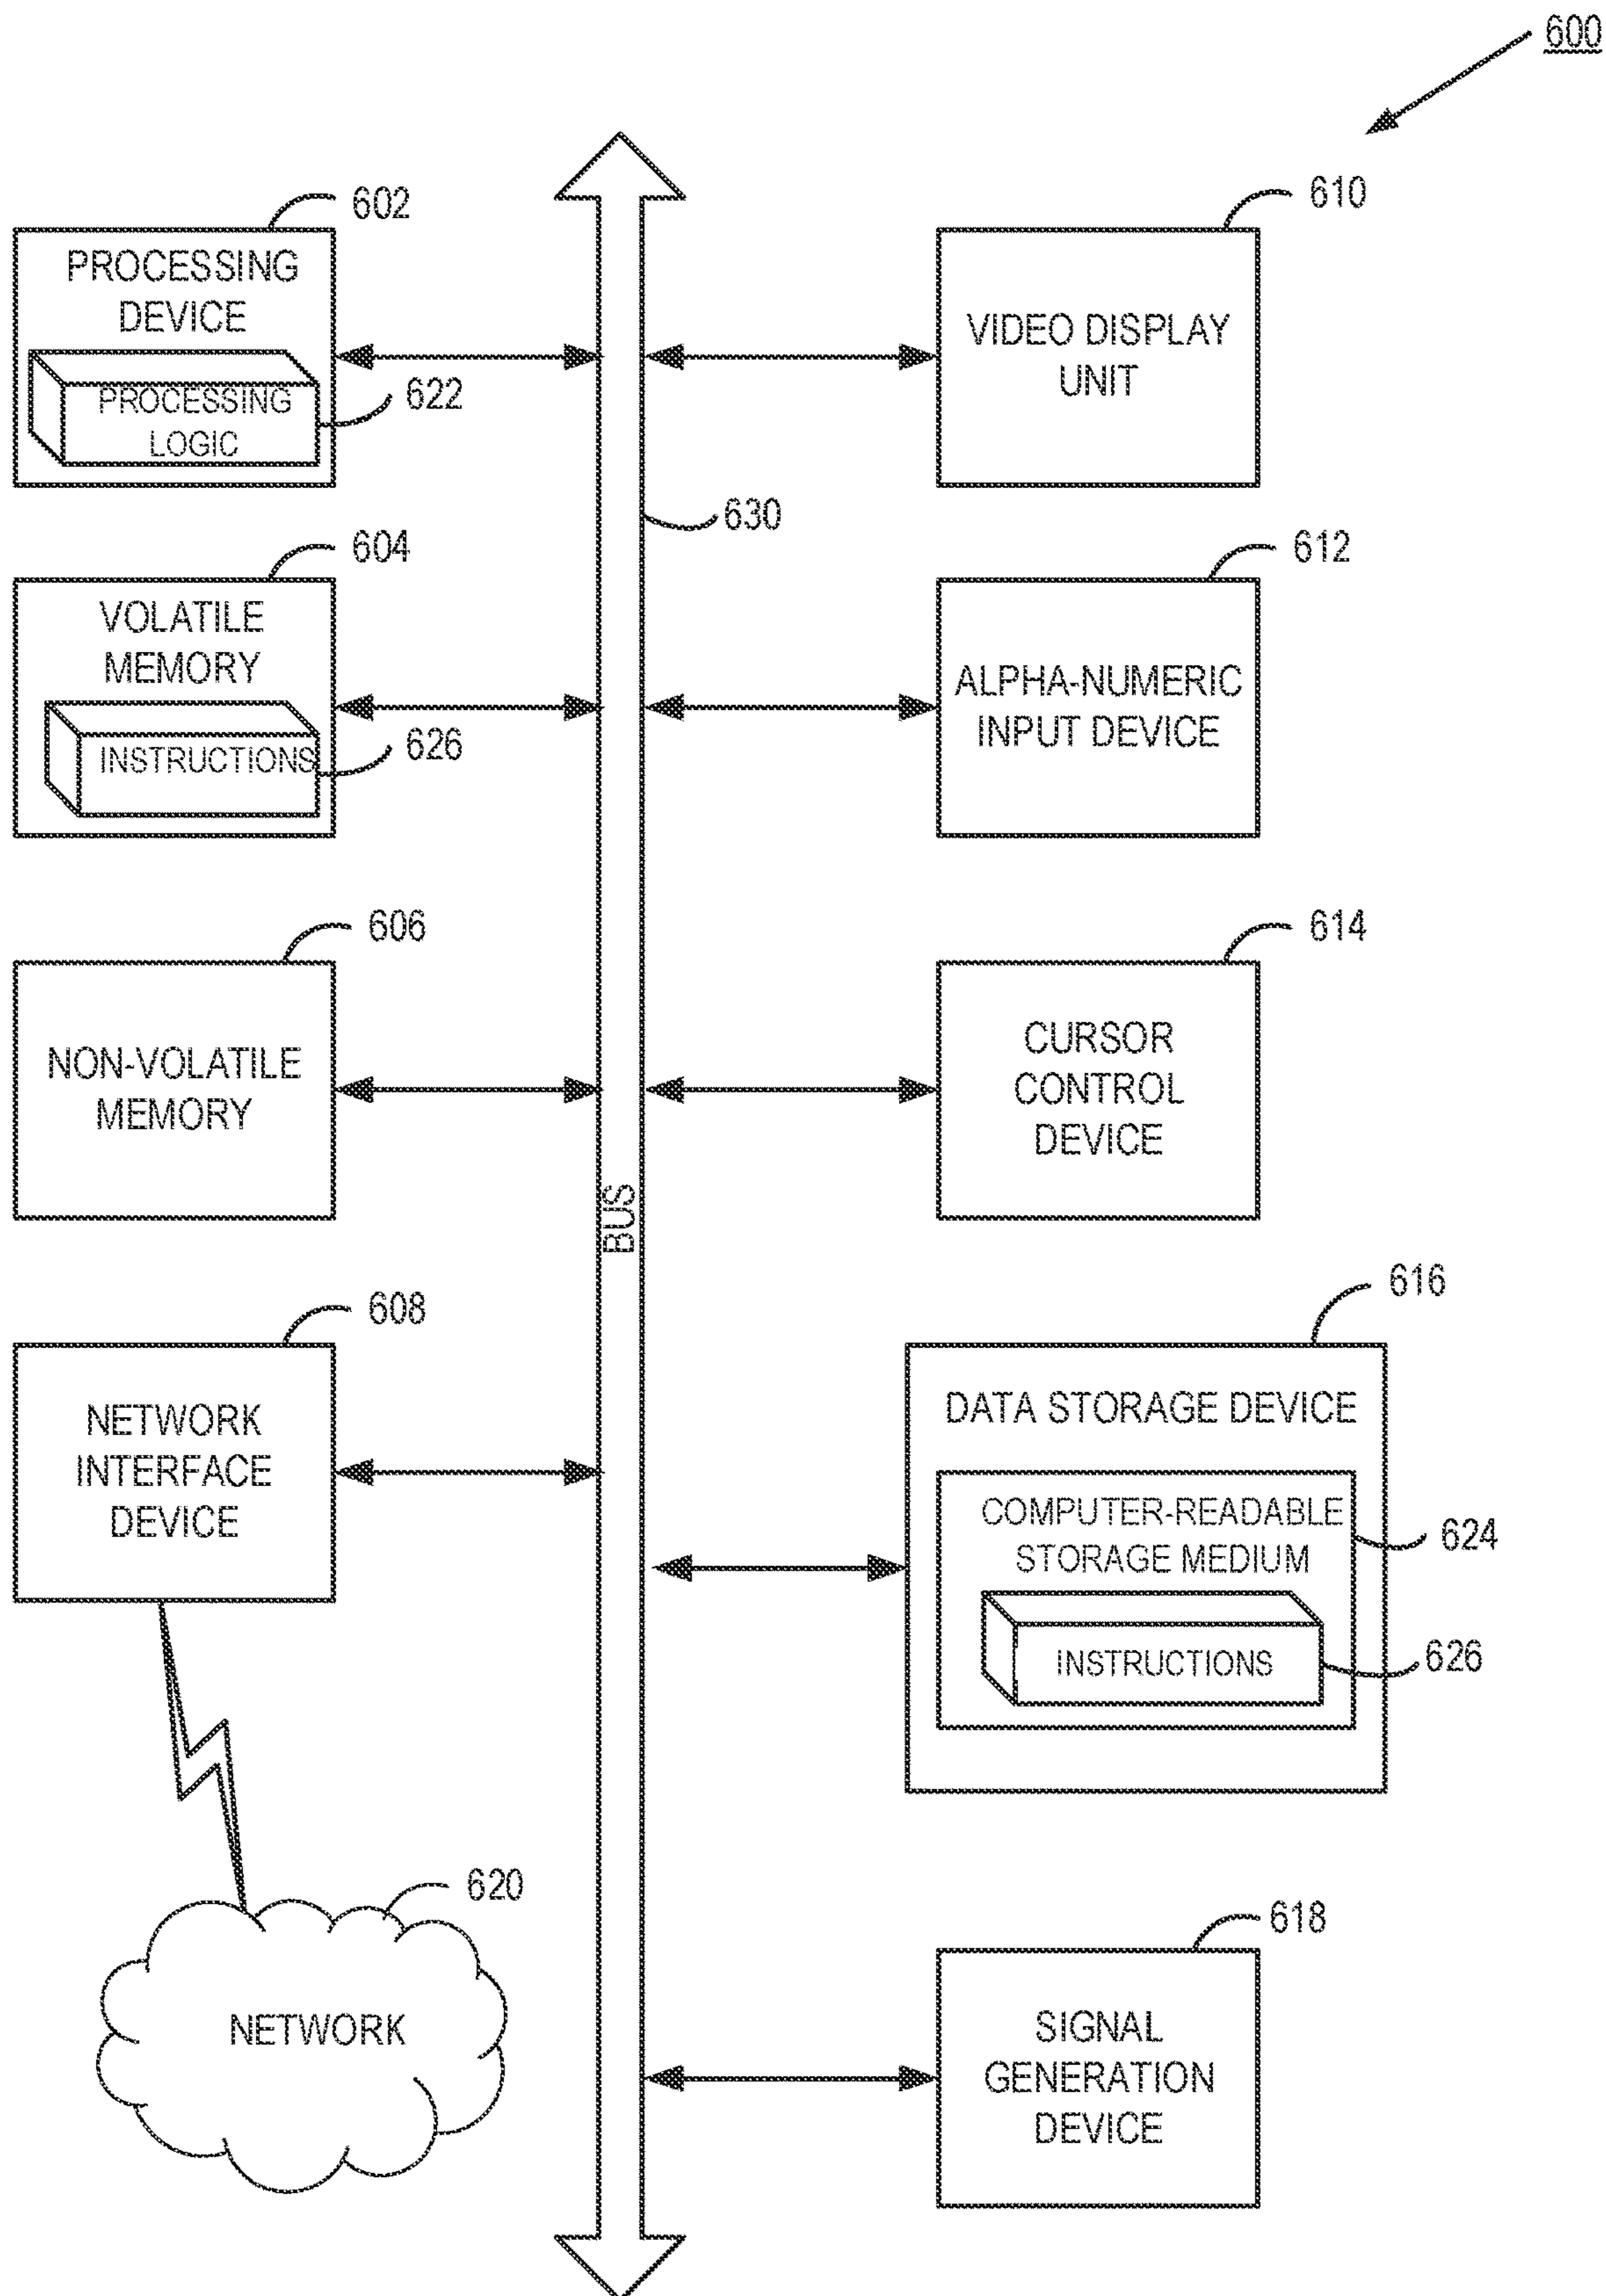 600
602
PROCESSING
DEVICE
PROCESSING
LOGIC
622
604
VOLATILE
MEMORY
INSTRUCTIONS
626
606
NON-VOLATILE
MEMORY
608
NETWORK
INTERFACE
DEVICE
620
NETWORK
630
BUS
610
VIDEO DISPLAY
UNIT
612
ALPHA-NUMERIC
INPUT DEVICE
614
CURSOR
CONTROL
DEVICE
616
DATA STORAGE DEVICE
COMPUTER-READABLE
STORAGE MEDIUM
624
INSTRUCTIONS
626
618
SIGNAL
GENERATION
DEVICE